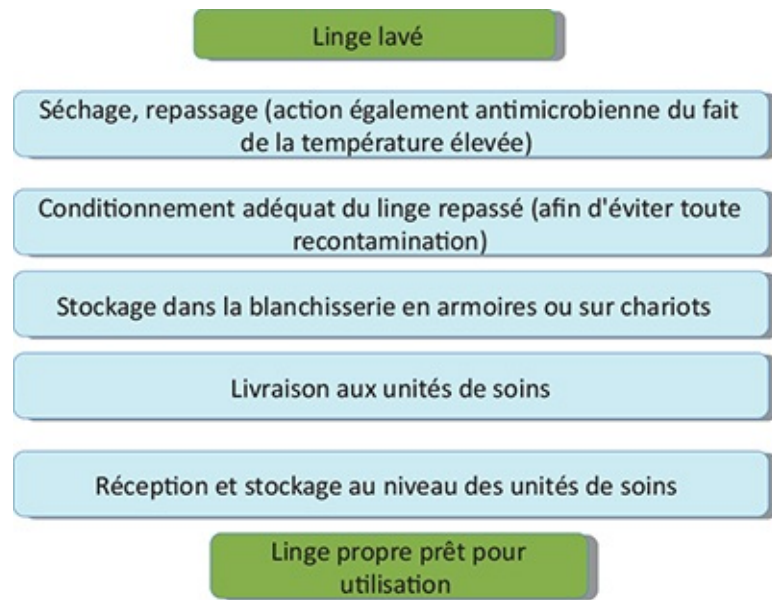 Linge lavé
Séchage, repassage (action également antimicrobienne du fait
de la température élevée)
Conditionnement adéquat du linge repassé (afin d'éviter toute
recontamination)
Stockage dans la blanchisserie en armoires ou sur chariots
Livraison aux unités de soins
Réception et stockage au niveau des unités de soins
Linge propre prêt pour
utilisation